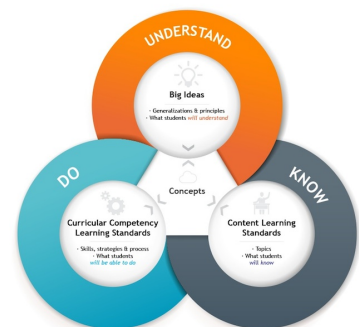 UNDERSTAND
Big Ideas
- Generalizations & principles
- What students will understand
DO
KNOW
Concepts
Curricular Competency
Learning Standards
- Skills, strategies & process
- What students
will be able to do
Content Learning
Standards
- Topics
- What students
will know